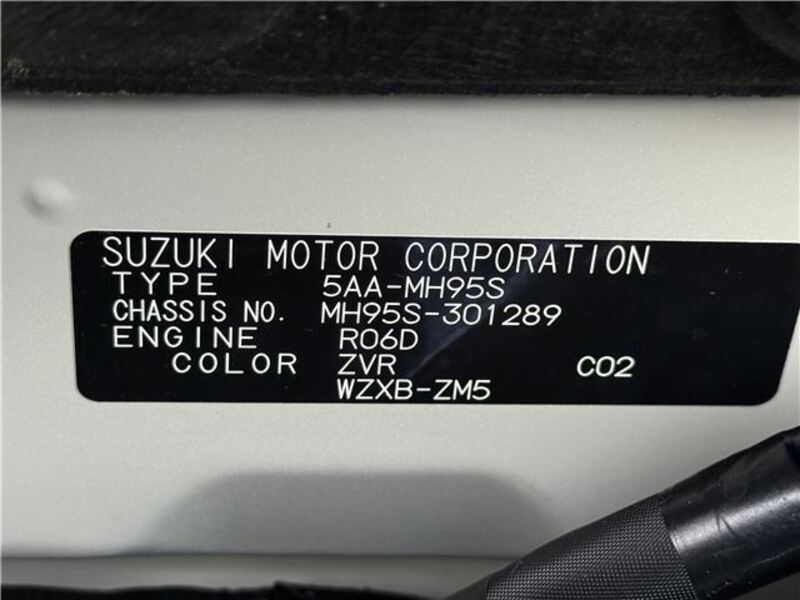 SUZUKI MOTOR CORPORATION
TYPE 5AA-MH95S
CHASSIS NO. MH95S-301289
ENGINE R06D
COLOR ZVR C02
WZXB-ZM5